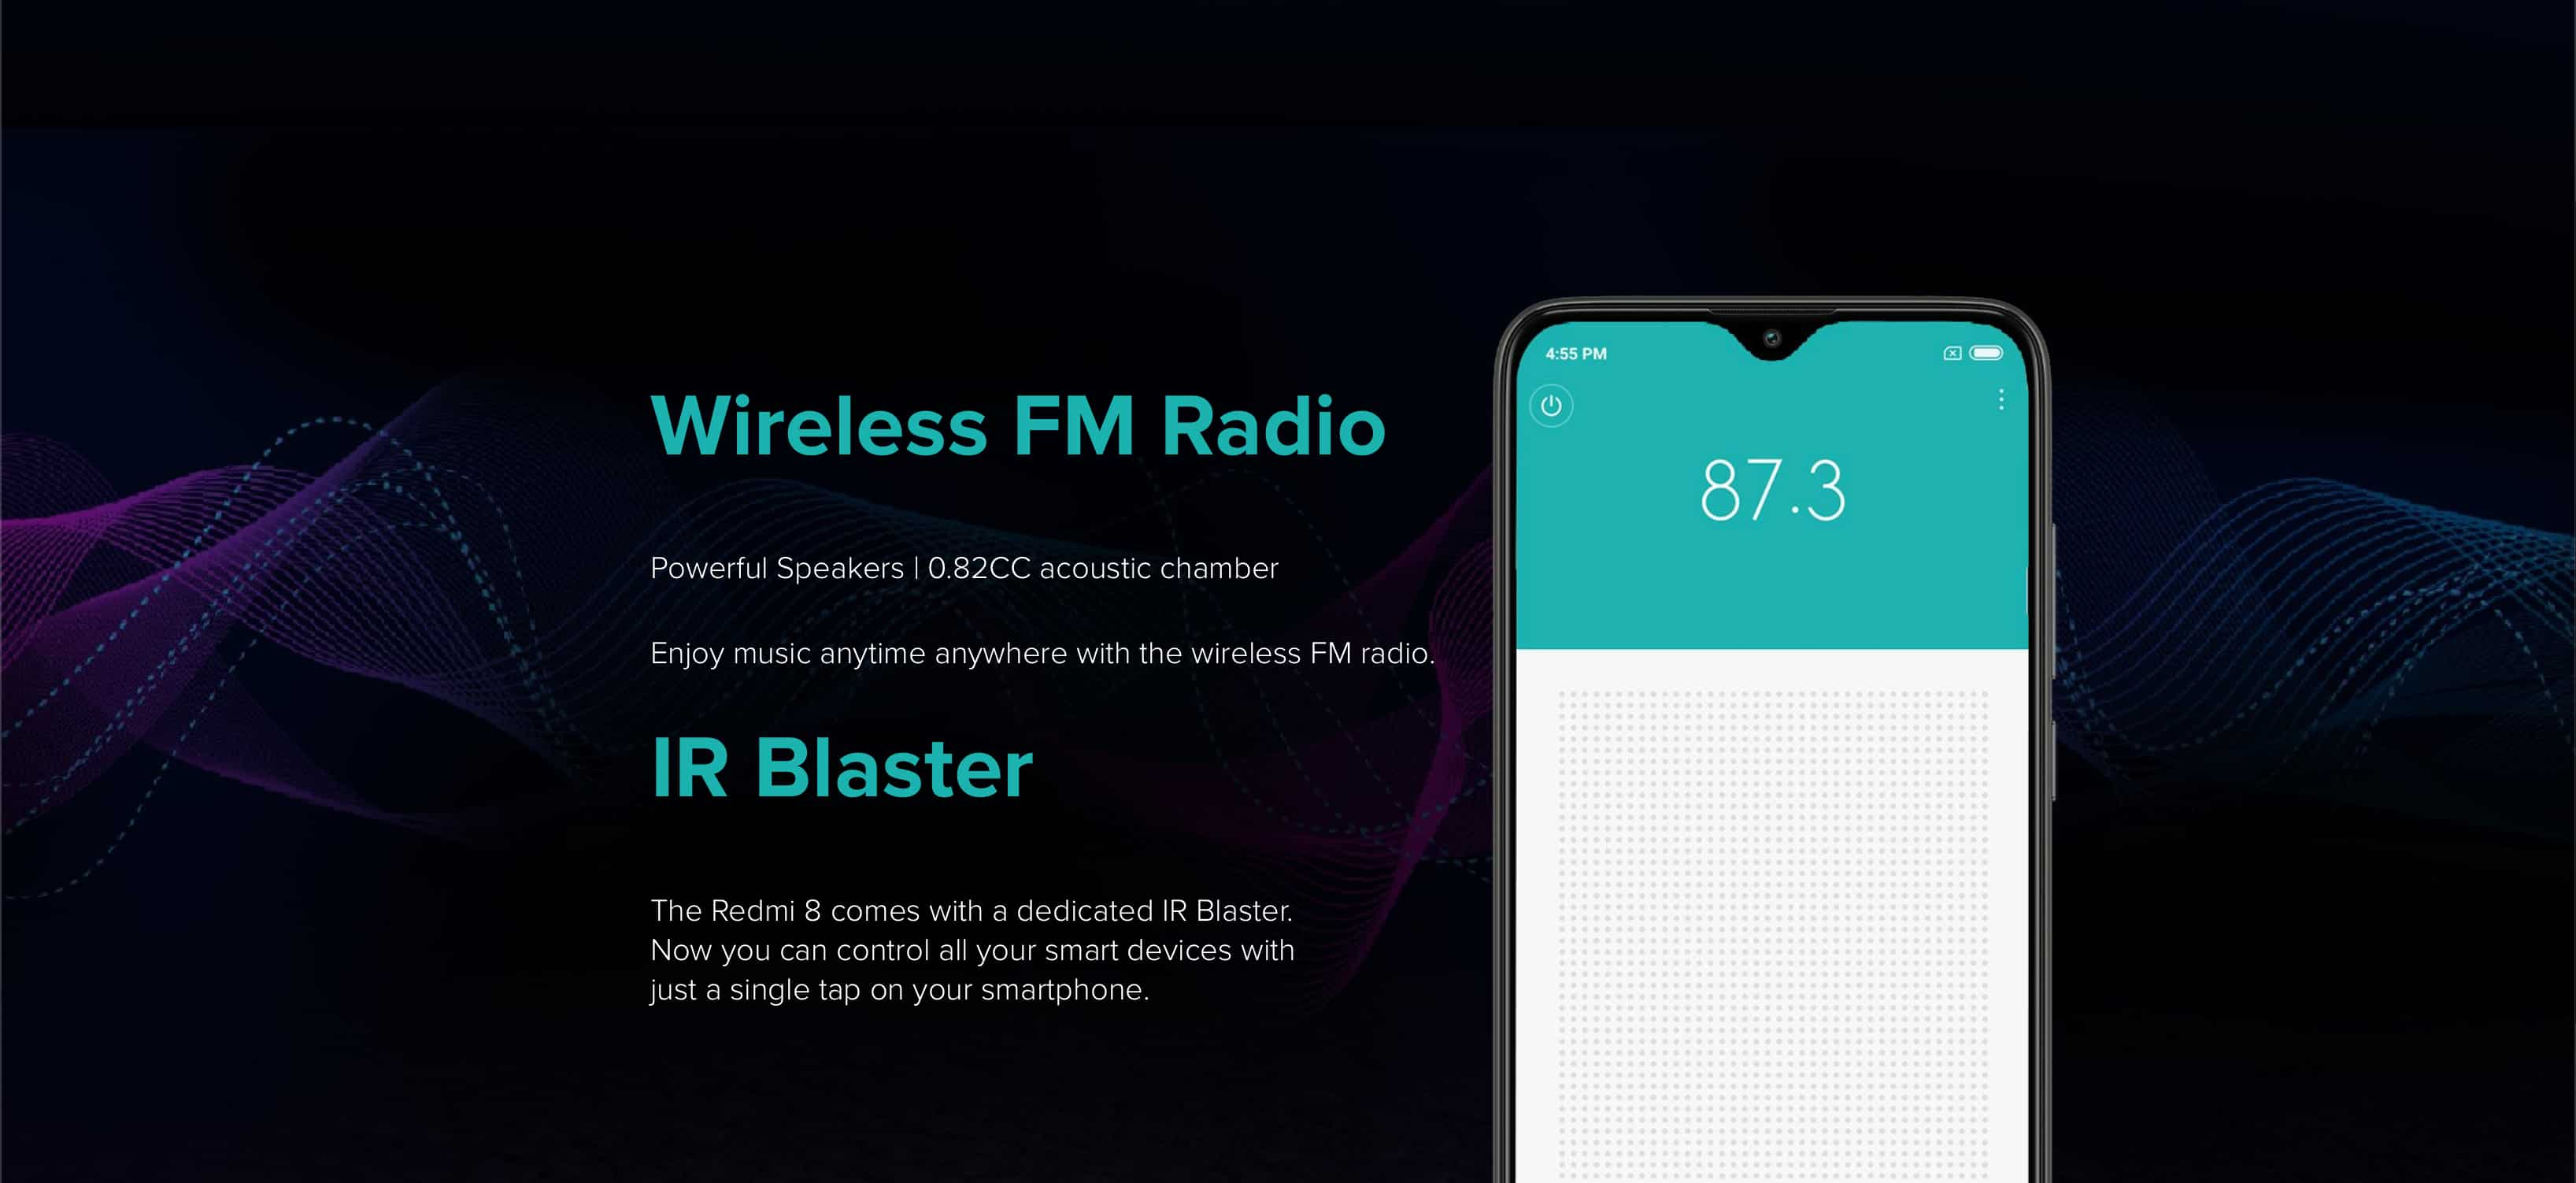 Wireless FM Radio
Powerful Speakers | 0.82CC acoustic chamber
Enjoy music anytime anywhere with the wireless FM radio.
IR Blaster
The Redmi 8 comes with a dedicated IR Blaster.
Now you can control all your smart devices with
just a single tap on your smartphone.
4:55 PM
87.3